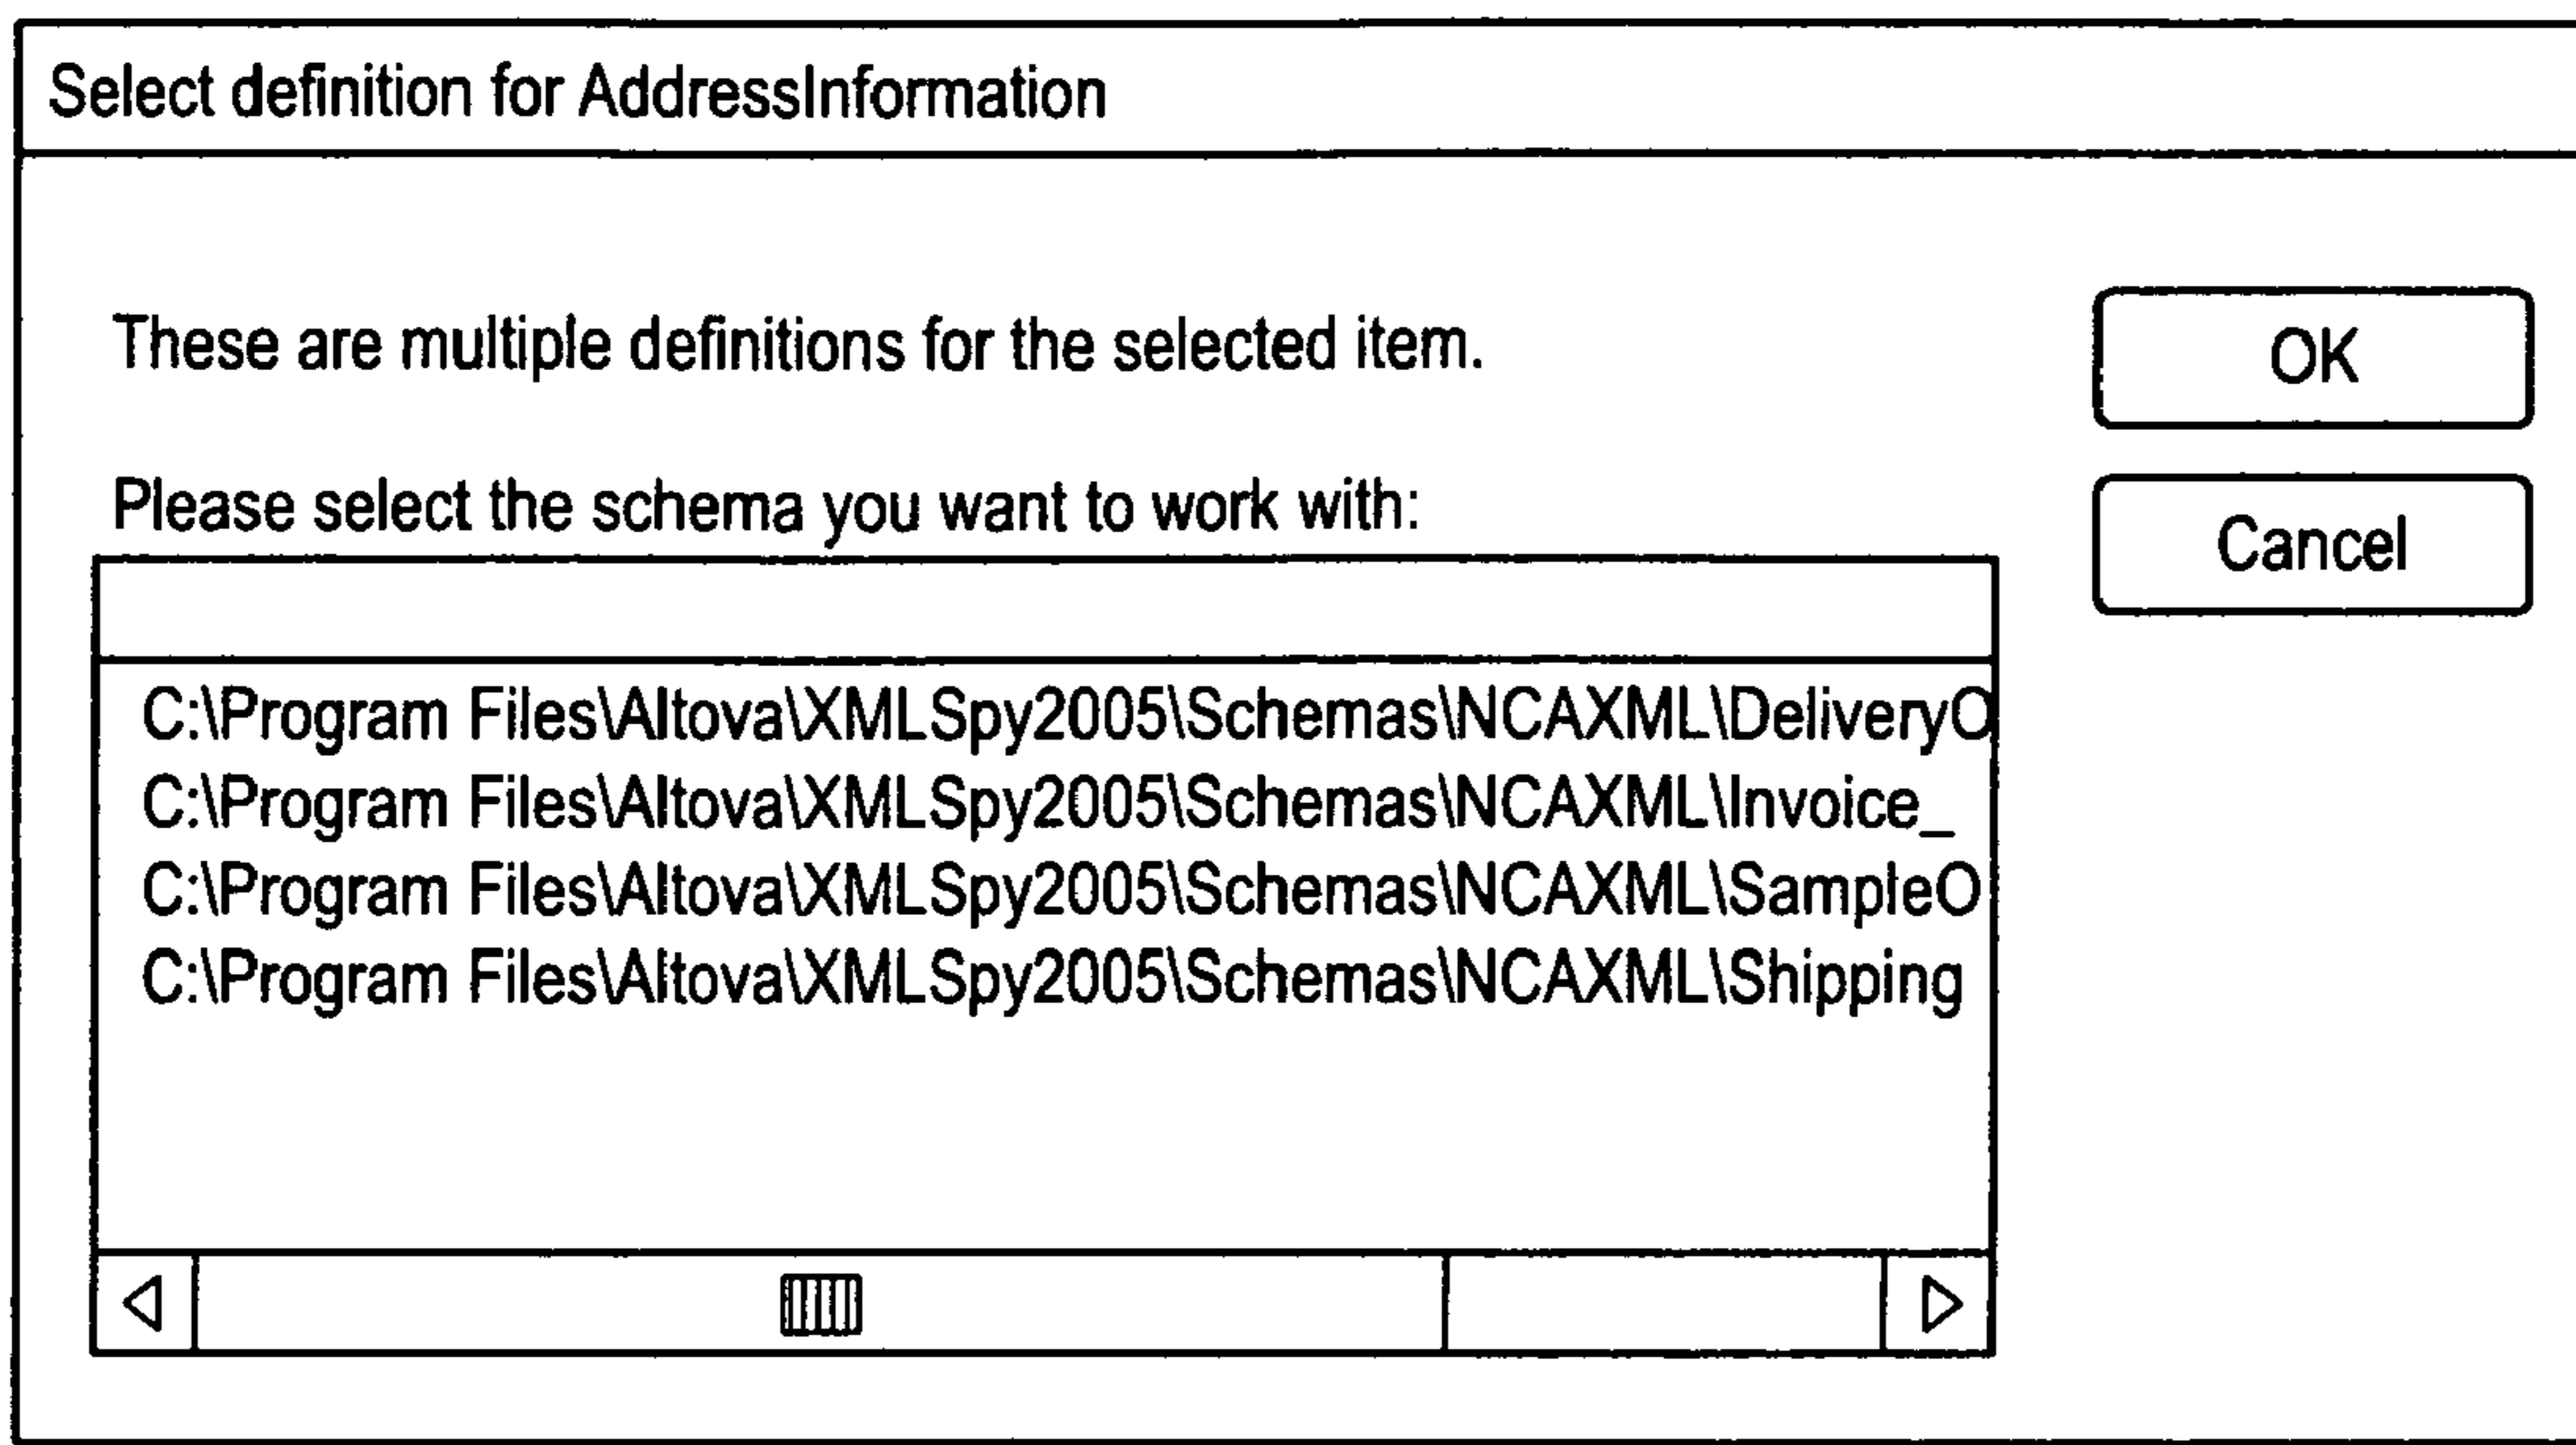 Select definition for AddressInformation
These are multiple definitions for the selected item.
OK
Please select the schema you want to work with:
Cancel
C:\Program Files\Altova\XMLSpy2005\Schemas\NCAXML\DeliveryO
C:\Program Files\Altova\XMLSpy2005\Schemas\NCAXML\Invoice_
C:\Program Files\Altova\XMLSpy2005\Schemas\NCAXML\SampleO
C:\Program Files\Altova\XMLSpy2005\Schemas\NCAXML\Shipping